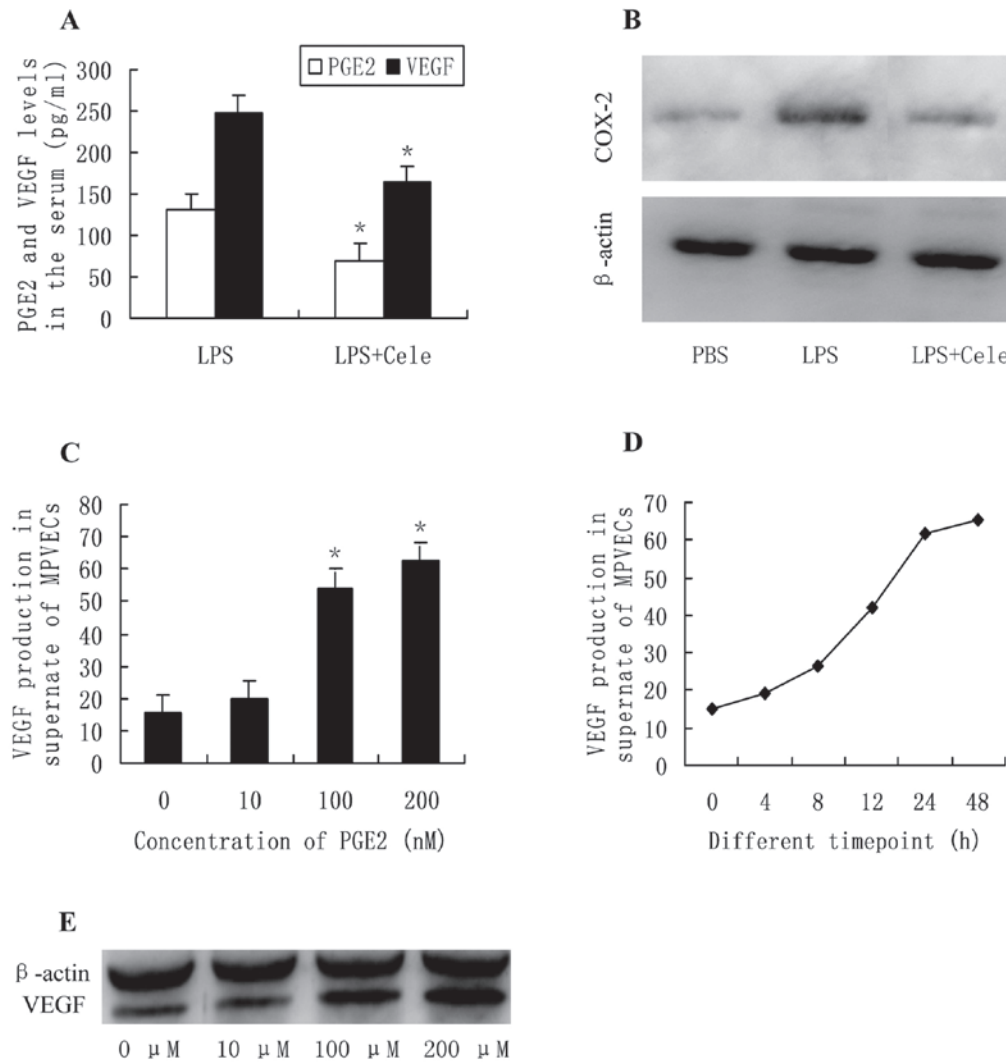 A
PGE2 and VEGF levels
in the serum (pg/ml)
PGE2 VEGF
300
250
200
150
100
50
0
* *
LPS LPS+Cele
B
COX-2
β-actin
PBS LPS LPS+Cele
C
VEGF production in
supernate of MPVECs
80
70
60
50
40
30
20
10
0
* *
0 10 100 200
Concentration of PGE2 (nM)
D
VEGF production in
supernate of MPVECs
70
60
50
40
30
20
10
0
0 4 8 12 24 48
Different timepoint (h)
E
β-actin
VEGF
0 μM 10 μM 100 μM 200 μM